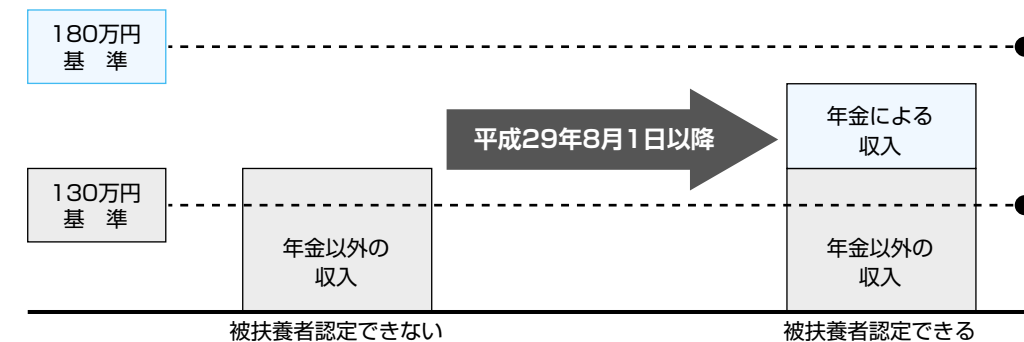 180万円
基　準
年金による
収入
平成29年8月1日以降
130万円
基　準
年金以外の
収入
年金以外の
収入
被扶養者認定できない
被扶養者認定できる